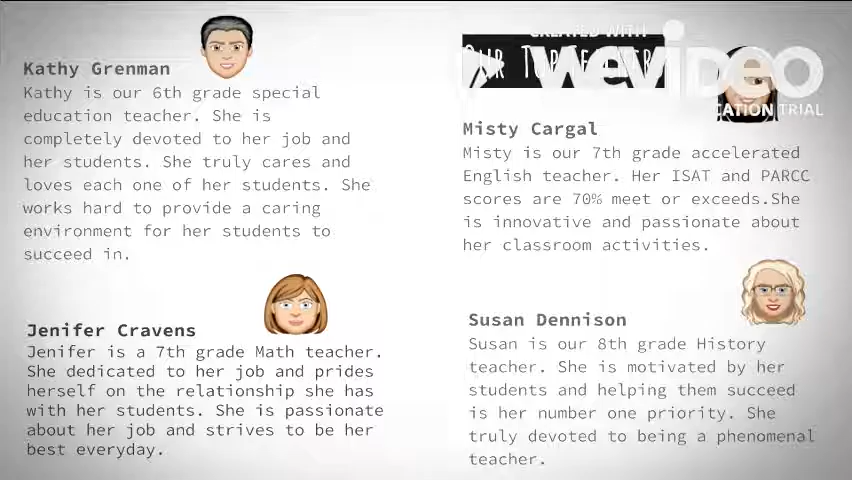 Kathy Grenman
Kathy is our 6th grade special
education teacher. She is
completely devoted to her job and
her students. She truly cares and
loves each one of her students. She
works hard to provide a caring
environment for her students to
succeed in.
Jenifer Cravens
Jenifer is a 7th grade Math teacher.
She dedicated to her job and prides
herself on the relationship she has
with her students. She is passionate
about her job and strives to be her
best everyday.
CREATED WITH
Our
wevideo
CATION TRIAL
Misty Cargal
Misty is our 7th grade accelerated
English teacher. Her ISAT and PARCC
scores are 70% meet or exceeds.She
is innovative and passionate about
her classroom activities.
Susan Dennison
Susan is our 8th grade History
teacher. She is motivated by her
students and helping them succeed
is her number one priority. She
truly devoted to being a phenomenal
teacher.